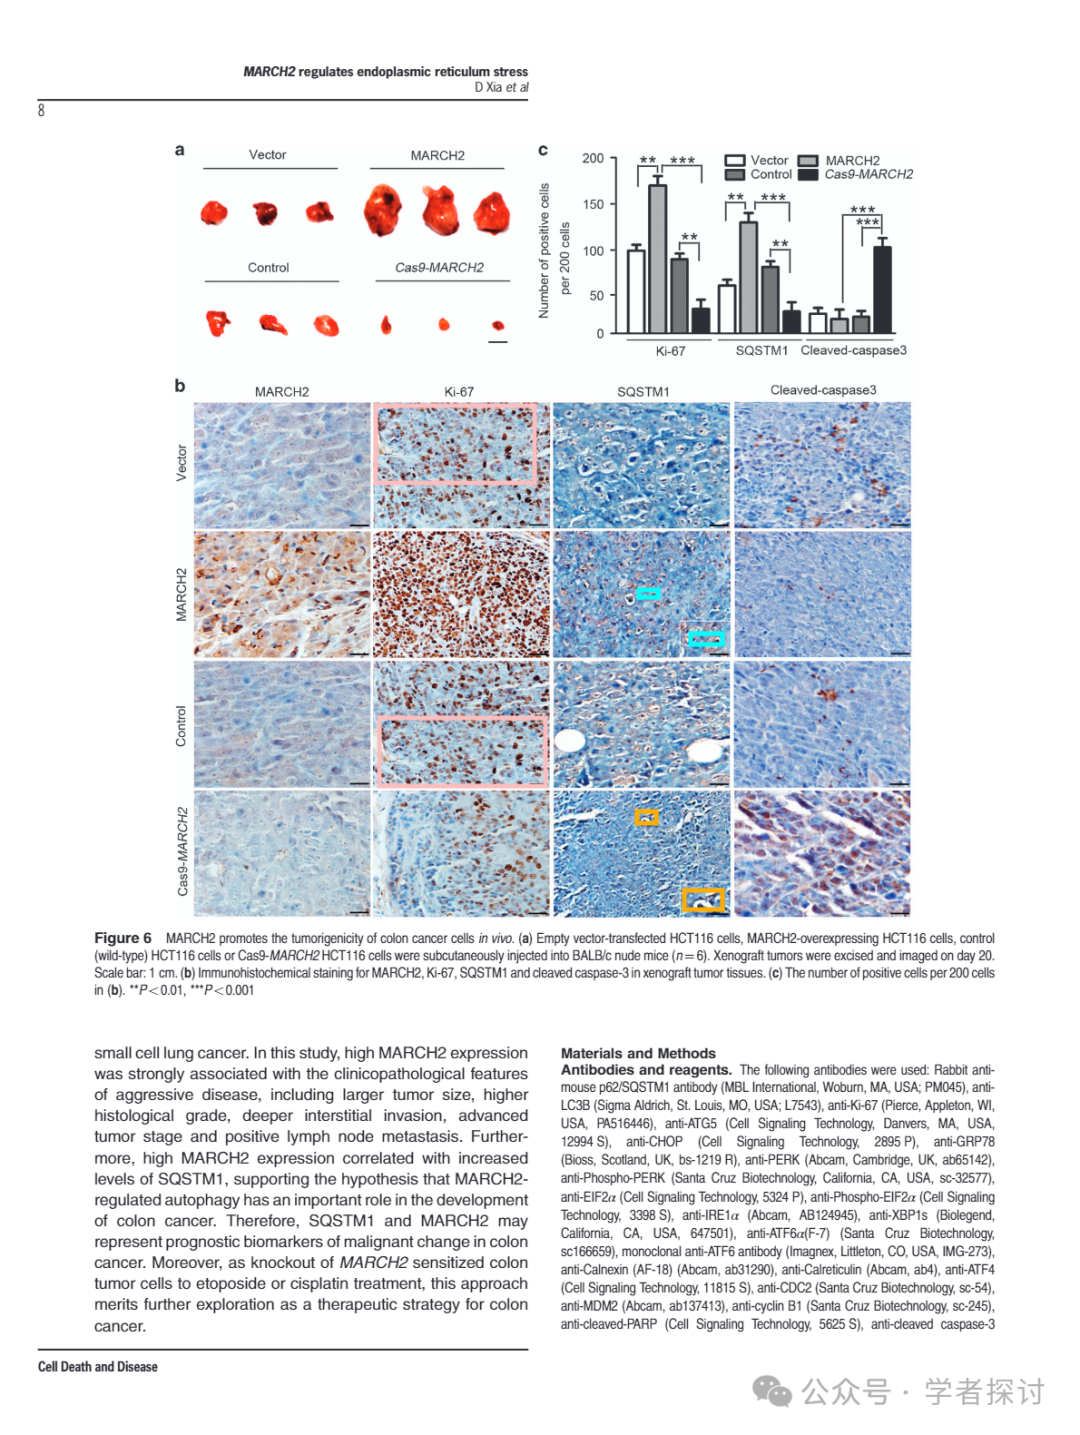 MARCH2 regulates endoplasmic reticulum stress
D Xia et al
8
a
Vector
MARCH2
Control
Cas9-MARCH2
c
Number of positive cells
per 200 cells
200
150
100
50
0
Vector
MARCH2
Control
Cas9-MARCH2
** ***
** ***
**
**
***
***
Ki-67
SQSTM1
Cleaved-caspase3
b
MARCH2
Ki-67
SQSTM1
Cleaved-caspase3
Vector
MARCH2
Control
Cas9-MARCH2
Figure 6 MARCH2 promotes the tumorigenicity of colon cancer cells in vivo. (a) Empty vector-transfected HCT116 cells, MARCH2-overexpressing HCT116 cells, control
(wild-type) HCT116 cells or Cas9-MARCH2 HCT116 cells were subcutaneously injected into BALB/c nude mice (n = 6). Xenograft tumors were excised and imaged on day 20.
Scale bar: 1 cm. (b) Immunohistochemical staining for MARCH2, Ki-67, SQSTM1 and cleaved caspase-3 in xenograft tumor tissues. (c) The number of positive cells per 200 cells
in (b). **P<0.01, ***P<0.001
small cell lung cancer. In this study, high MARCH2 expression
was strongly associated with the clinicopathological features
of aggressive disease, including larger tumor size, higher
histological grade, deeper interstitial invasion, advanced
tumor stage and positive lymph node metastasis. Further-
more, high MARCH2 expression correlated with increased
levels of SQSTM1, supporting the hypothesis that MARCH2-
regulated autophagy has an important role in the development
of colon cancer. Therefore, SQSTM1 and MARCH2 may
represent prognostic biomarkers of malignant change in colon
cancer. Moreover, as knockout of MARCH2 sensitized colon
tumor cells to etoposide or cisplatin treatment, this approach
merits further exploration as a therapeutic strategy for colon
cancer.
Materials and Methods
Antibodies and reagents. The following antibodies were used: Rabbit anti-
mouse p62/SQSTM1 antibody (MBL International, Woburn, MA, USA; PM045), anti-
LC3B (Sigma Aldrich, St. Louis, MO, USA; L7543), anti-Ki-67 (Pierce, Appleton, WI,
USA, PA516446), anti-ATG5 (Cell Signaling Technology, Danvers, MA, USA,
12994 S), anti-CHOP (Cell Signaling Technology, 2895 P), anti-GRP78
(Bioss, Scotland, UK, bs-1219 R), anti-PERK (Abcam, Cambridge, UK, ab65142),
anti-Phospho-PERK (Santa Cruz Biotechnology, California, CA, USA, sc-32577),
anti-EIF2α (Cell Signaling Technology, 5324 P), anti-Phospho-EIF2α (Cell Signaling
Technology, 3398 S), anti-IRE1α (Abcam, AB124945), anti-XBP1s (Biolegend,
California, CA, USA, 647501), anti-ATF6α(F-7) (Santa Cruz Biotechnology,
sc166659), monoclonal anti-ATF6 antibody (Imagnex, Littleton, CO, USA, IMG-273),
anti-Calnexin (AF-18) (Abcam, ab31290), anti-Calreticulin (Abcam, ab4), anti-ATF4
(Cell Signaling Technology, 11815 S), anti-CDC2 (Santa Cruz Biotechnology, sc-54),
anti-MDM2 (Abcam, ab137413), anti-cyclin B1 (Santa Cruz Biotechnology, sc-245),
anti-cleaved-PARP (Cell Signaling Technology, 5625 S), anti-cleaved caspase-3
Cell Death and Disease
公众号 · 学者探讨